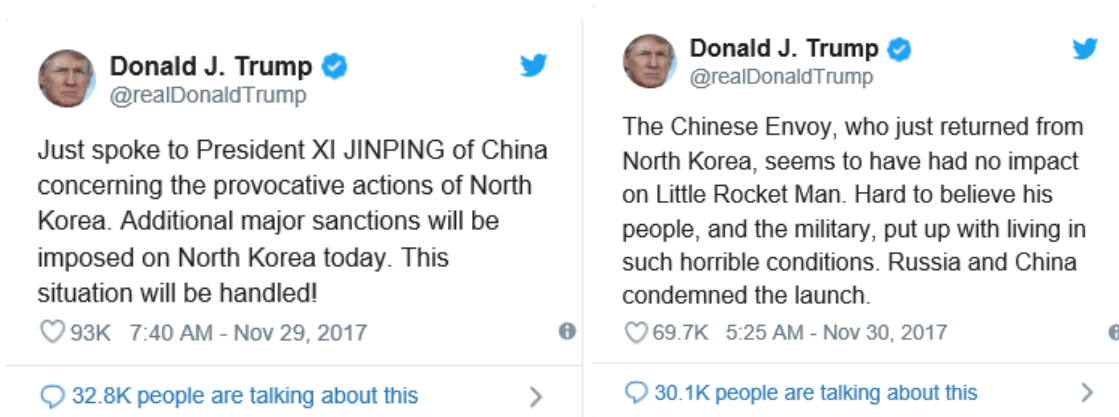 Donald J. Trump
@realDonaldTrump
Just spoke to President XI JINPING of China
concerning the provocative actions of North
Korea. Additional major sanctions will be
imposed on North Korea today. This
situation will be handled!
93K 7:40 AM - Nov 29, 2017
32.8K people are talking about this
Donald J. Trump
@realDonaldTrump
The Chinese Envoy, who just returned from
North Korea, seems to have had no impact
on Little Rocket Man. Hard to believe his
people, and the military, put up with living in
such horrible conditions. Russia and China
condemned the launch.
69.7K 5:25 AM - Nov 30, 2017
30.1K people are talking about this